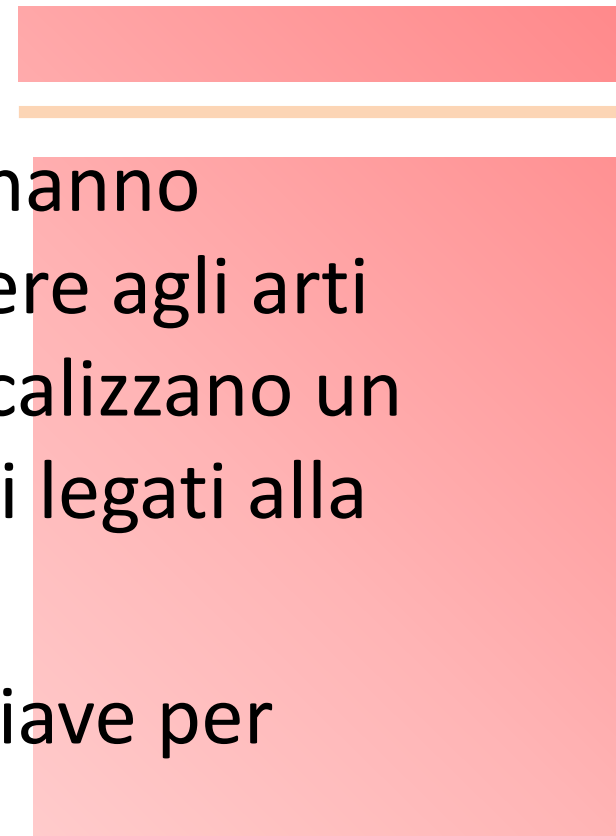 hanno
ere agli arti
calizzano un
i legati alla
iave per